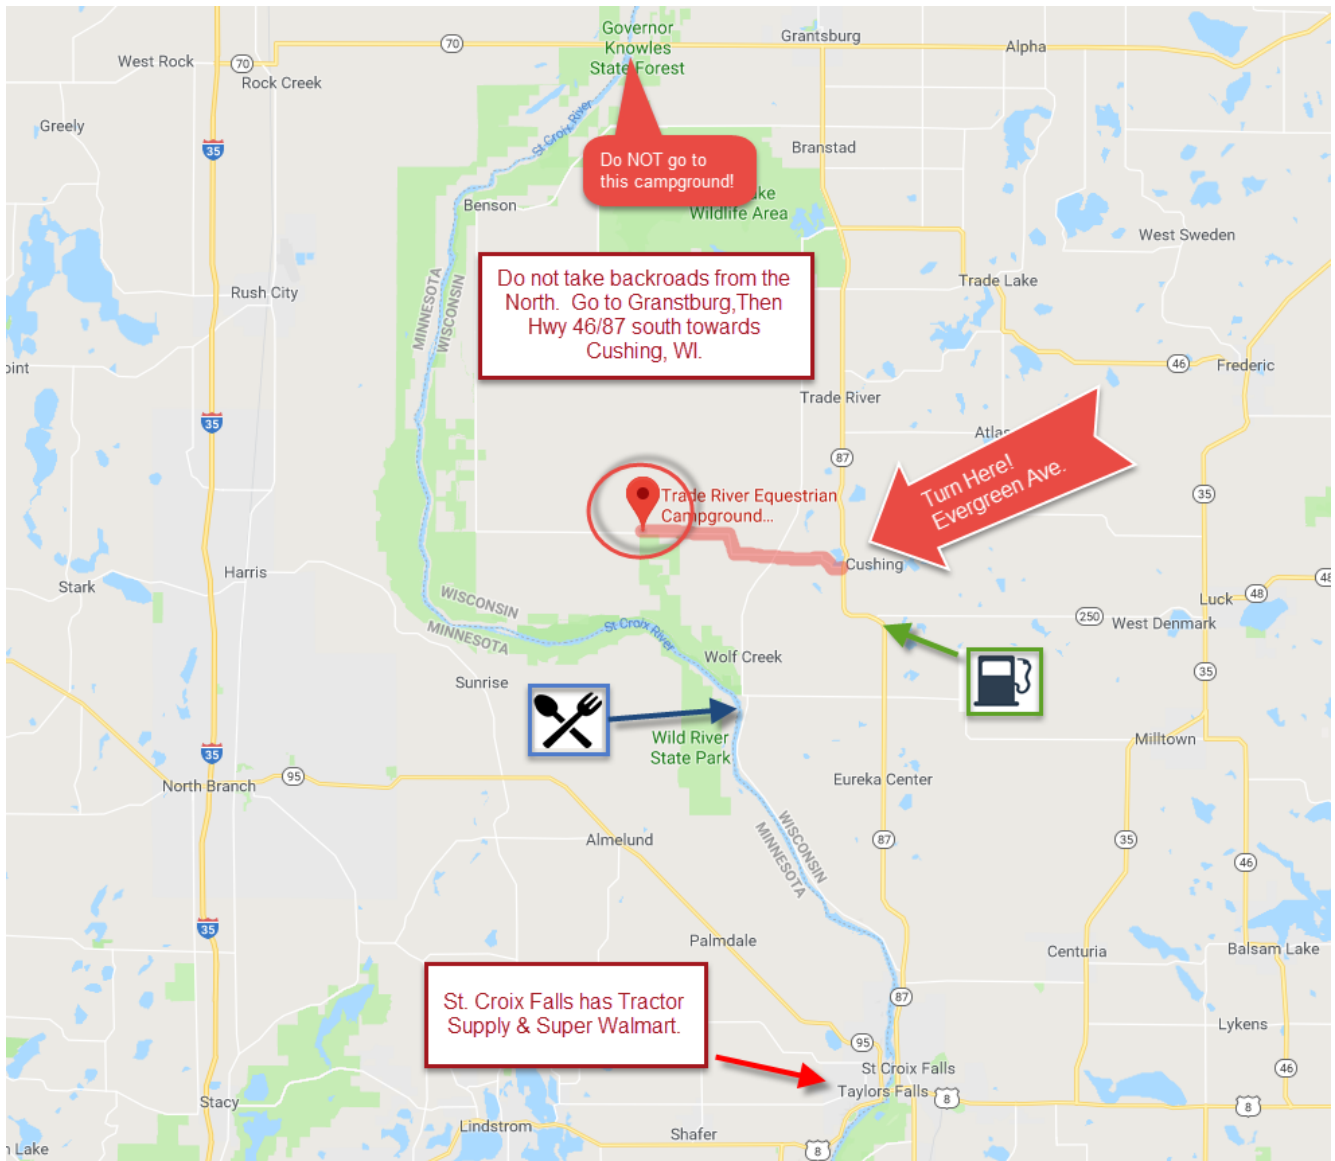 Governor
Knowles
State Forest
Grantsburg
Alpha
70
West Rock
70
Rock Creek
Greely
St Croix River
35
Do NOT go to
this campground!
Branstad
ake
Wildlife Area
Benson
West Sweden
MINNESOTA
WISCONSIN
Do not take backroads from the
North. Go to Granstburg,Then
Hwy 46/87 south towards
Cushing, WI.
Trade Lake
Rush City
oint
46
Frederic
Trade River
35
Atlas
87
Turn Here!
Evergreen Ave.
35
Trade River Equestrian
Campground...
Cushing
Harris
Stark
48
Luck
48
WISCONSIN
MINNESOTA
St Croix River
250
West Denmark
Wolf Creek
35
Sunrise
Wild River
State Park
Milltown
35
North Branch
95
Eureka Center
WISCONSIN
MINNESOTA
Almelund
87
35
46
35
Palmdale
Centuria
Balsam Lake
St. Croix Falls has Tractor
Supply & Super Walmart.
87
Lykens
95
St Croix Falls
46
Taylors Falls
8
8
Stacy
Lindstrom
Shafer
8
n Lake